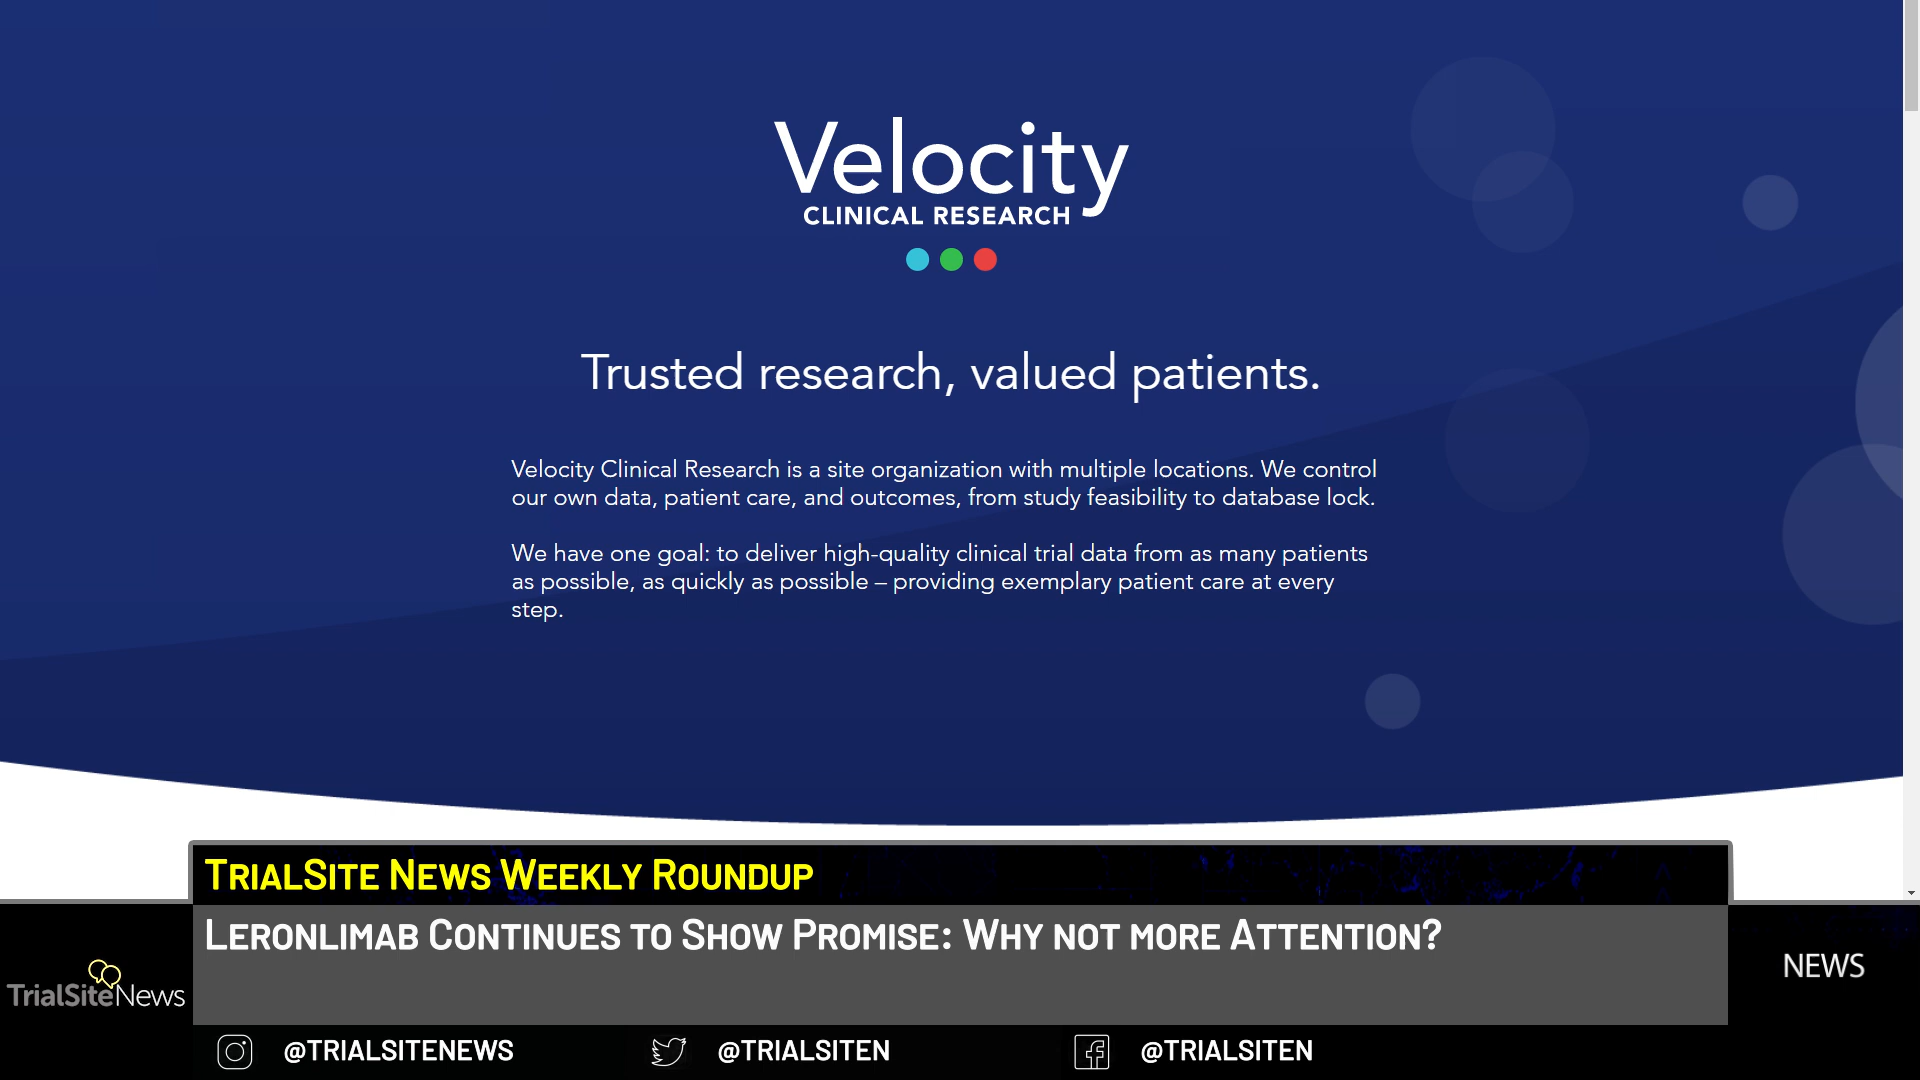 Velocity
CLINICAL RESEARCH
Trusted research, valued patients.
Velocity Clinical Research is a site organization with multiple locations. We control
our own data, patient care, and outcomes, from study feasibility to database lock.
We have one goal: to deliver high-quality clinical trial data from as many patients
as possible, as quickly as possible – providing exemplary patient care at every
step.
TrialSite News Weekly Roundup
Leronlimab Continues to Show Promise: Why not more Attention?
TrialSiteNews
NEWS
@TRIALSITENEWS
@TRIALSITEN
@TRIALSITEN